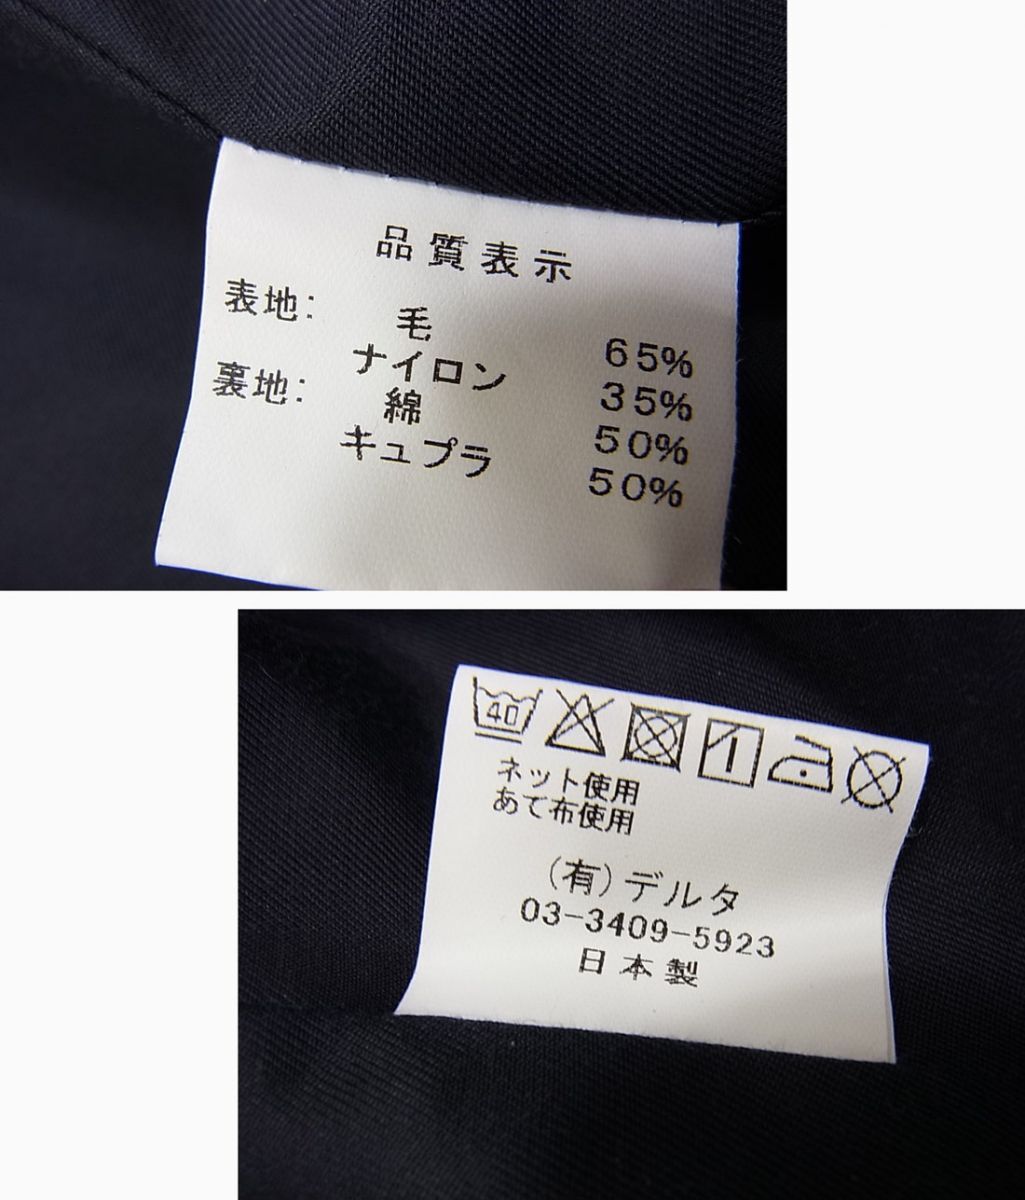 品質表示
表地: 毛 65%
ナイロン 35%
裏地: 綿 50%
キュプラ 50%
40
ネット使用
あて布使用
(有)デルタ
03-3409-5923
日本製